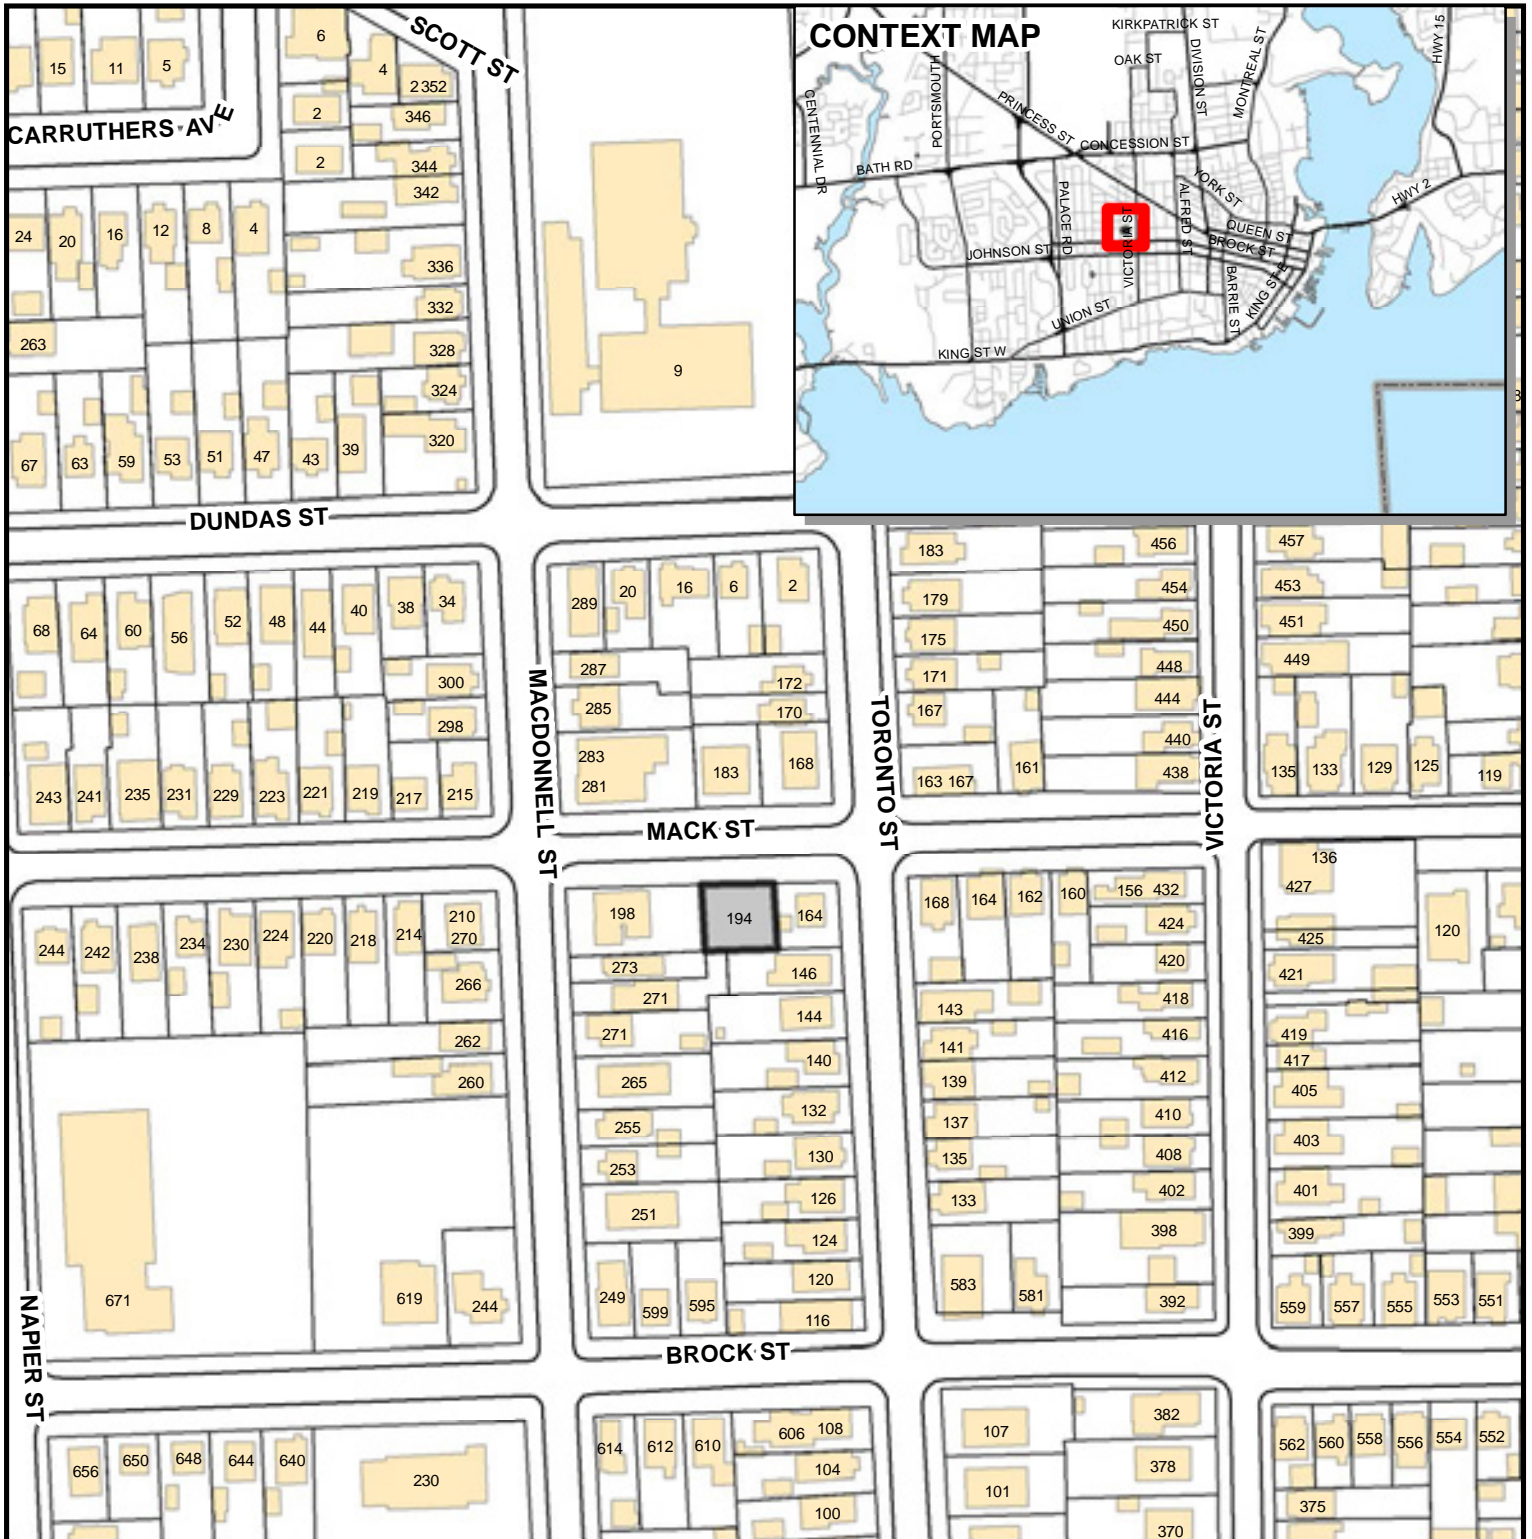 CONTEXT MAP
KIRKPATRICK ST
OAK ST
DIVISION ST
MONTREAL ST
HWY 15
CENTENNIAL DR
PORTSMOUTH
PRINCESS ST
CONCESSION ST
BATH RD
YORK ST
HWY 2
PALACE RD
VICTORIA ST
ALFRED ST
QUEEN ST
BROCK ST
JOHNSON ST
BARRIE ST
KING ST E
UNION ST
KING ST W
SCOTT ST
6
15 11 5
4
2 352
2 346
CARRUTHERS AVE
2 344
342
24 20 16 12 8 4
336
332
263
328
324
9
320
67 63 59 53 51 47 43 39
DUNDAS ST
183 456 457
289 20 16 6 2
179 454 453
68 64 60 56 52 48 44 40 38 34
175 450 451
287 171 448 449
300 172
285 170 167 444
298
MACDONNELL ST
TORONTO ST
VICTORIA ST
283 440
281 183 168
163 167 161 438
135 133 129 125 119
243 241 235 231 229 223 221 219 217 215
MACK ST
136
427
198 194 164
168 164 162 160 156 432
424
210
270
244 242 238 234 230 224 220 218 214
425 120
273 146 420
266 271 421
143 418
271 144
262 141 416 419
140 417
265 139 412 405
260
255 132 137 410
403
253 130 135 408
251 126 133 402 401
124 398 399
671 619 244
249 599 595
120
116
583 581 392
559 557 555 553 551
NAPIER ST
BROCK ST
614 612 610 606 108
107 382
562 560 558 556 554 552
656 650 648 644 640
230
104
101 378
100
375
370